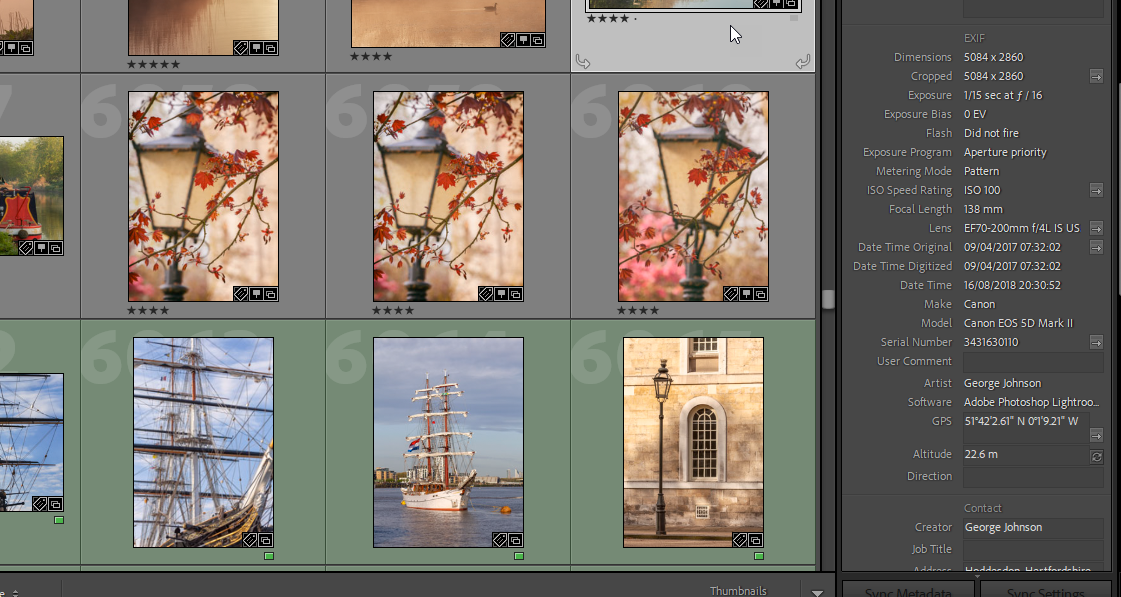 EXIF
Dimensions 5084 x 2860
Cropped 5084 x 2860
Exposure 1/15 sec at ƒ / 16
Exposure Bias 0 EV
Flash Did not fire
Exposure Program Aperture priority
Metering Mode Pattern
ISO Speed Rating ISO 100
Focal Length 138 mm
Lens EF70-200mm f/4L IS US
Date Time Original 09/04/2017 07:32:02
Date Time Digitized 09/04/2017 07:32:02
Date Time 16/08/2018 20:30:52
Make Canon
Model Canon EOS 5D Mark II
Serial Number 3431630110
User Comment
Artist George Johnson
Software Adobe Photoshop Lightroo...
GPS 51°42'2.61" N 0°1'9.21" W
Altitude 22.6 m
Direction
Contact
Creator George Johnson
Job Title
Address Hoddesdon, Hertfordshire
Thumbnails
Sync Metadata
Sync Settings